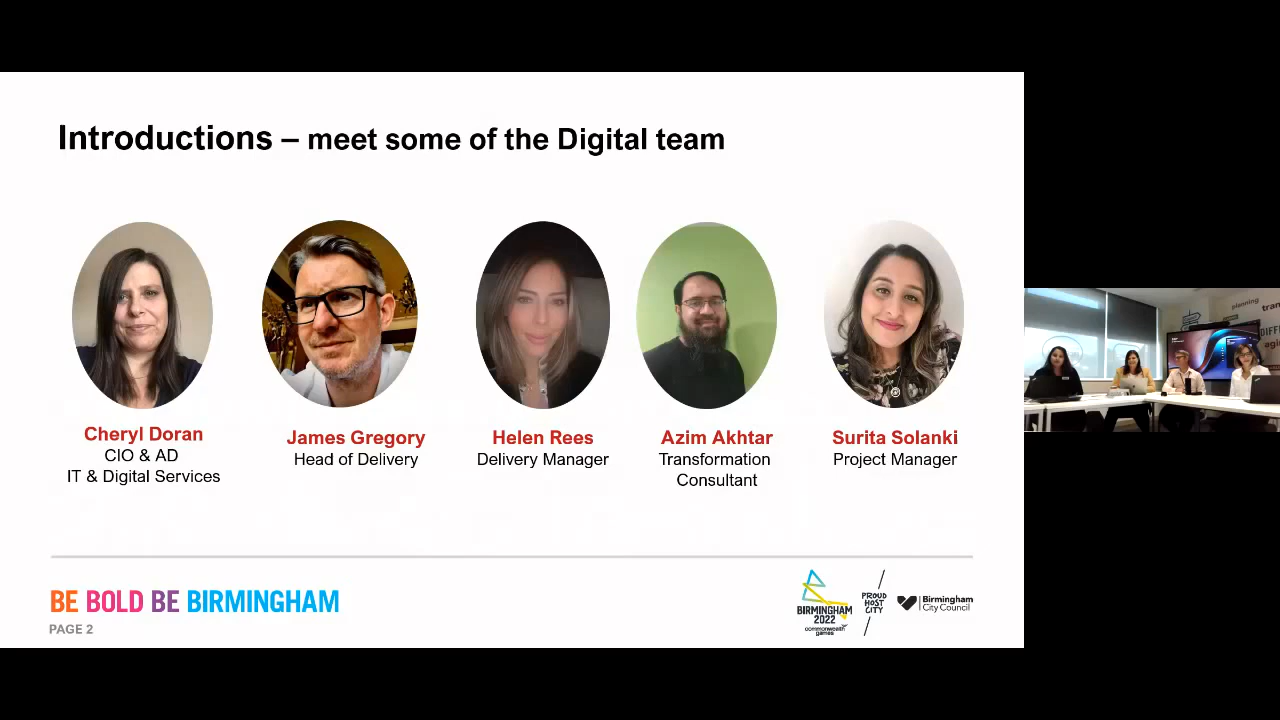 Introductions – meet some of the Digital team
Cheryl Doran
CIO & AD
IT & Digital Services
James Gregory
Head of Delivery
Helen Rees
Delivery Manager
Azim Akhtar
Transformation
Consultant
Surita Solanki
Project Manager
BE BOLD BE BIRMINGHAM
PAGE 2
BIRMINGHAM
2022
commonwealth
games
PROUD
HOST
CITY
Birmingham
City Council
planning